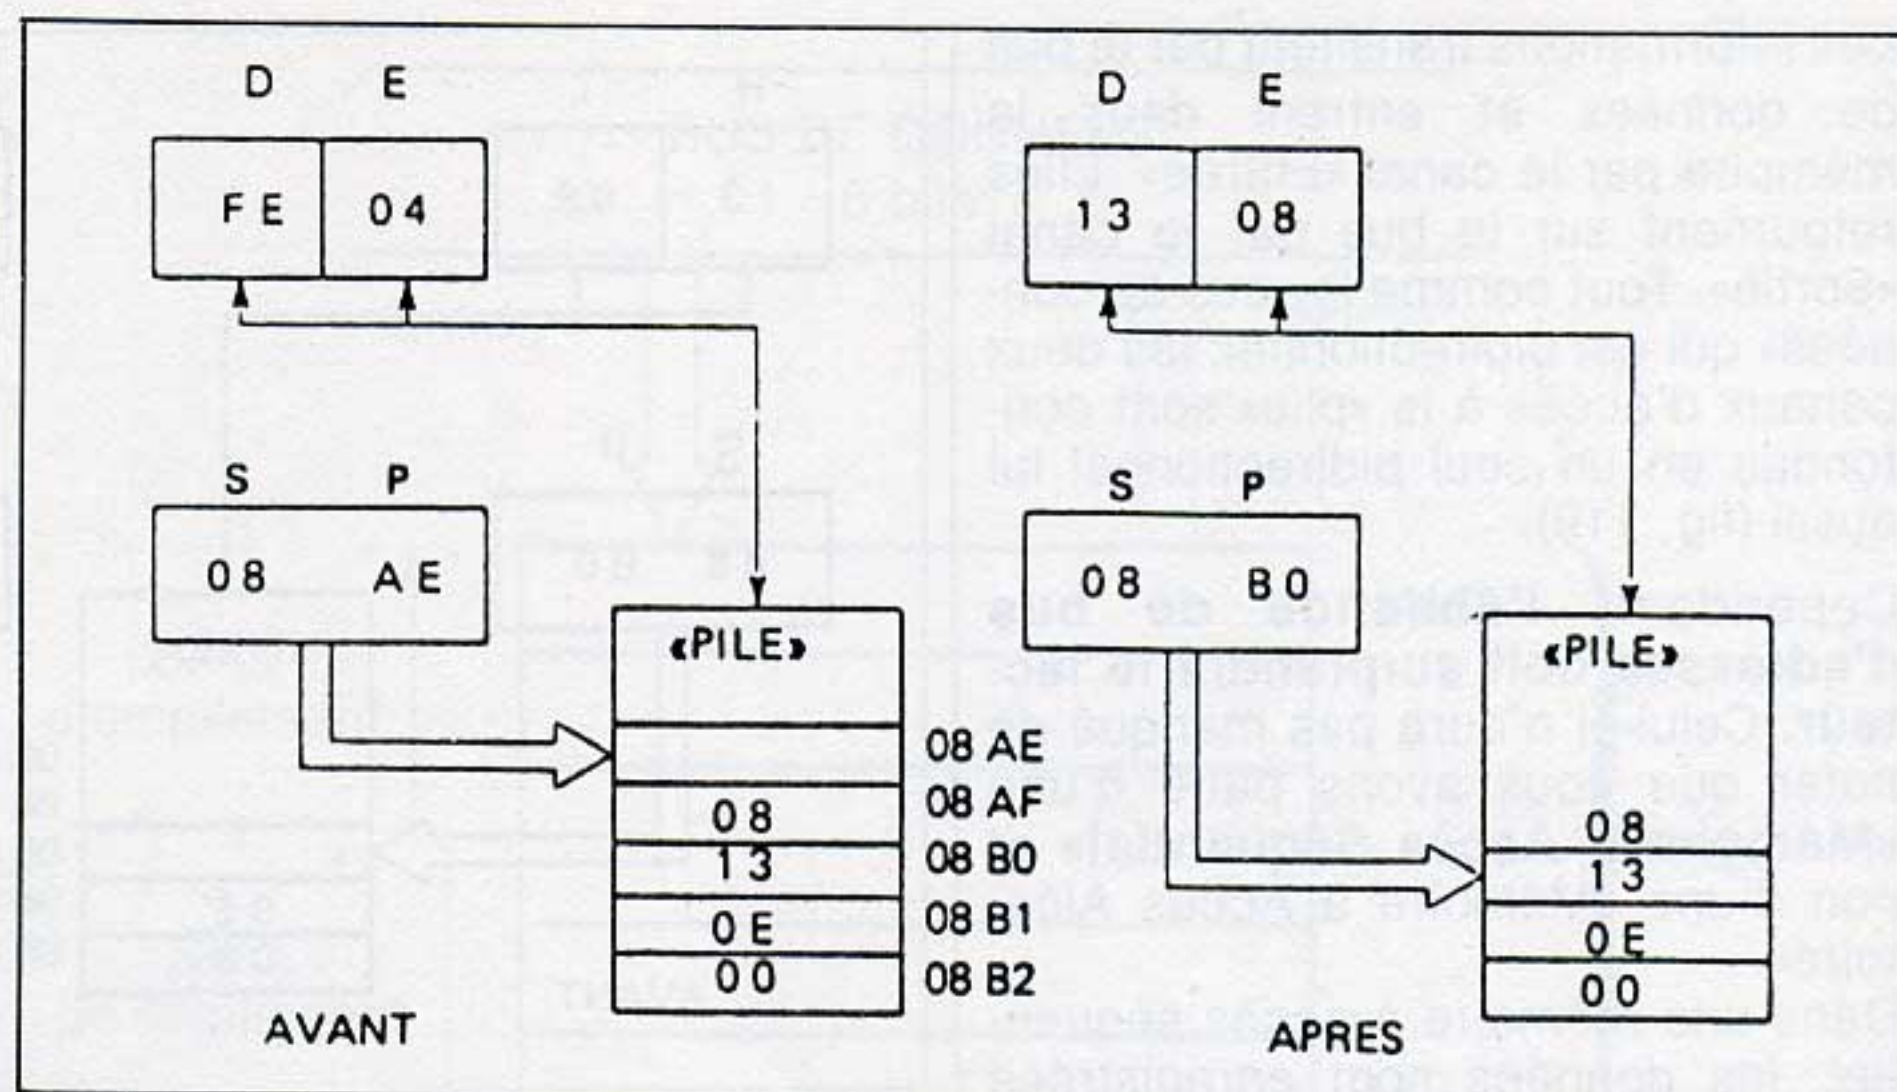 D E
FE 04
S P
08 AE
«PILE»
08 AE
08 08 AF
13 08 B0
0E 08 B1
00 08 B2
AVANT
D E
13 08
S P
08 B0
«PILE»
08
13
0E
00
APRES